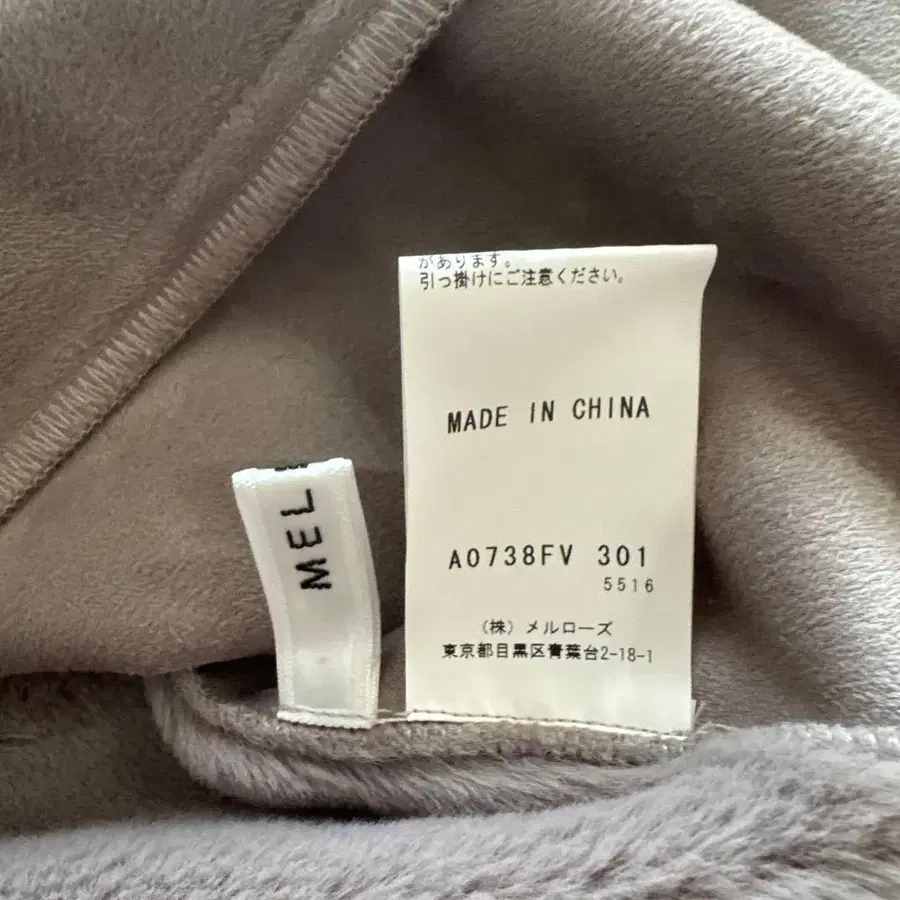 があります。
引っ掛けにご注意ください。
MADE IN CHINA
A0738FV 301
5516
(株) メルローズ
東京都目黒区青葉台2-18-1
MEL